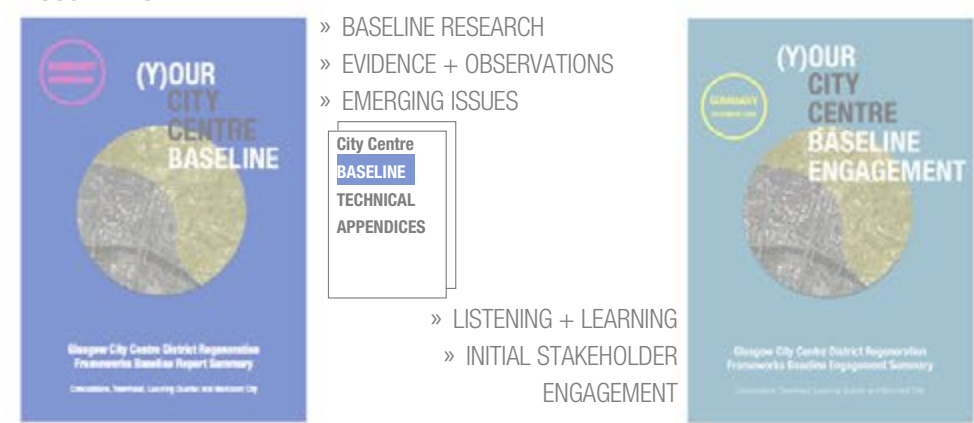 (Y)OUR
CITY
CENTRE
BASELINE
Glasgow City Centre District Regeneration
Frameworks Baseline Report Summary
» BASELINE RESEARCH
» EVIDENCE + OBSERVATIONS
» EMERGING ISSUES
City Centre
BASELINE
TECHNICAL
APPENDICES
» LISTENING + LEARNING
» INITIAL STAKEHOLDER
ENGAGEMENT
(Y)OUR
CITY
CENTRE
BASELINE
ENGAGEMENT
SUMMARY
Glasgow City Centre District Regeneration
Frameworks Baseline Engagement Summary